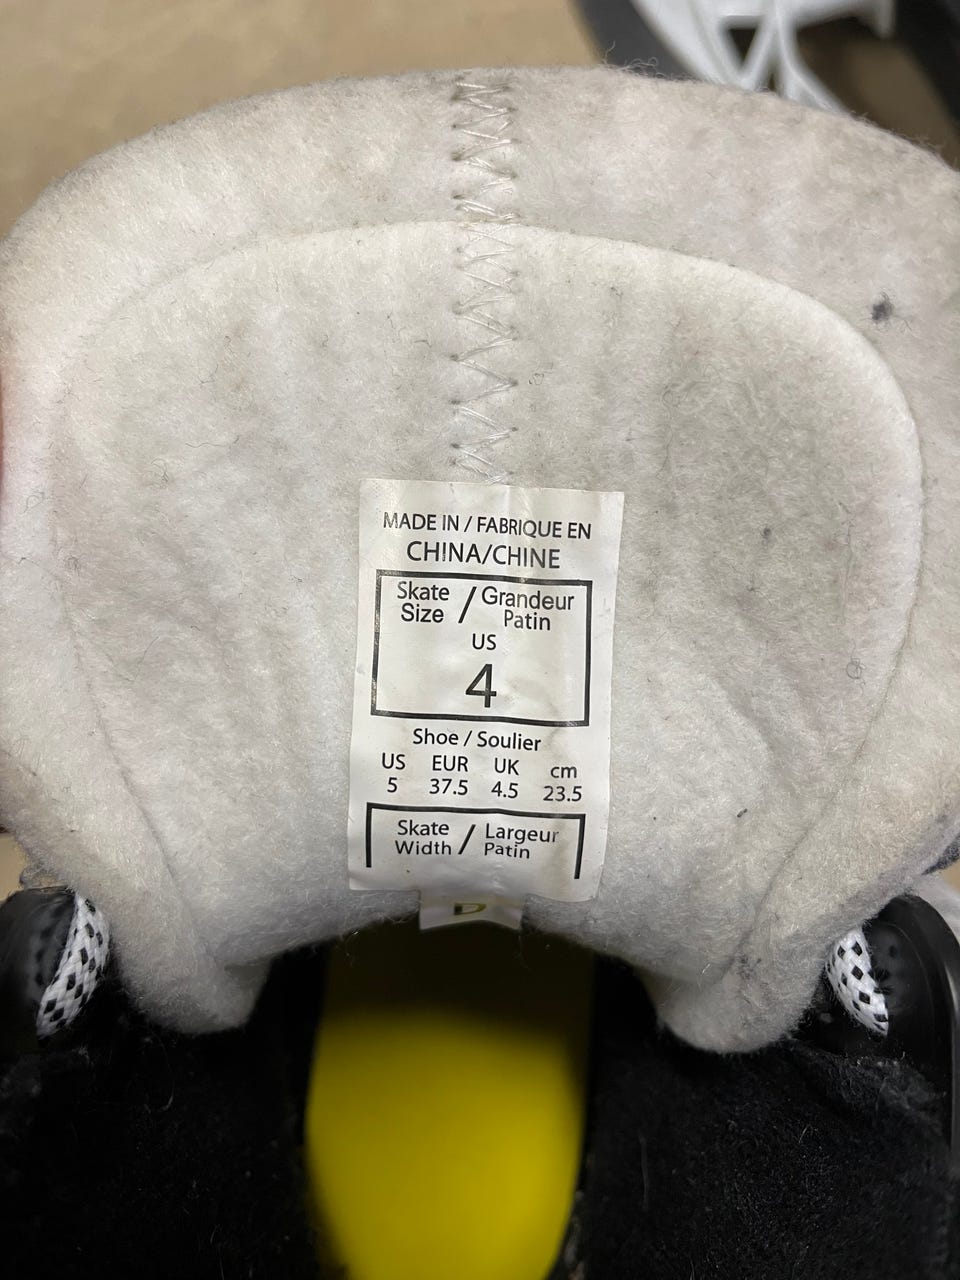 MADE IN / FABRIQUE EN
CHINA/CHINE
Skate Size / Grandeur Patin
US
4
Shoe / Soulier
US EUR UK cm
5 37.5 4.5 23.5
Skate Width / Largeur Patin
D